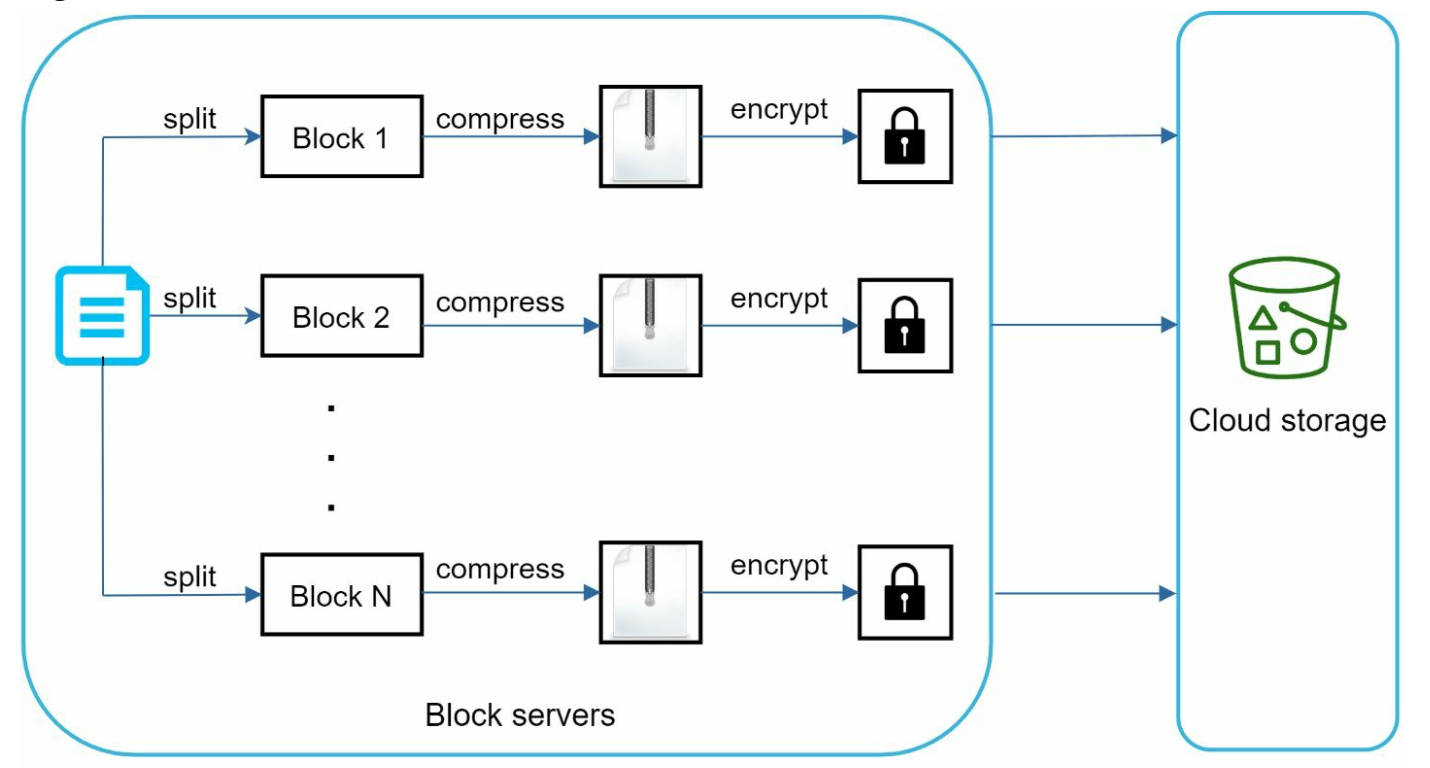 split
Block 1
compress
encrypt
split
Block 2
compress
encrypt
.
.
.
split
Block N
compress
encrypt
Block servers
Cloud storage